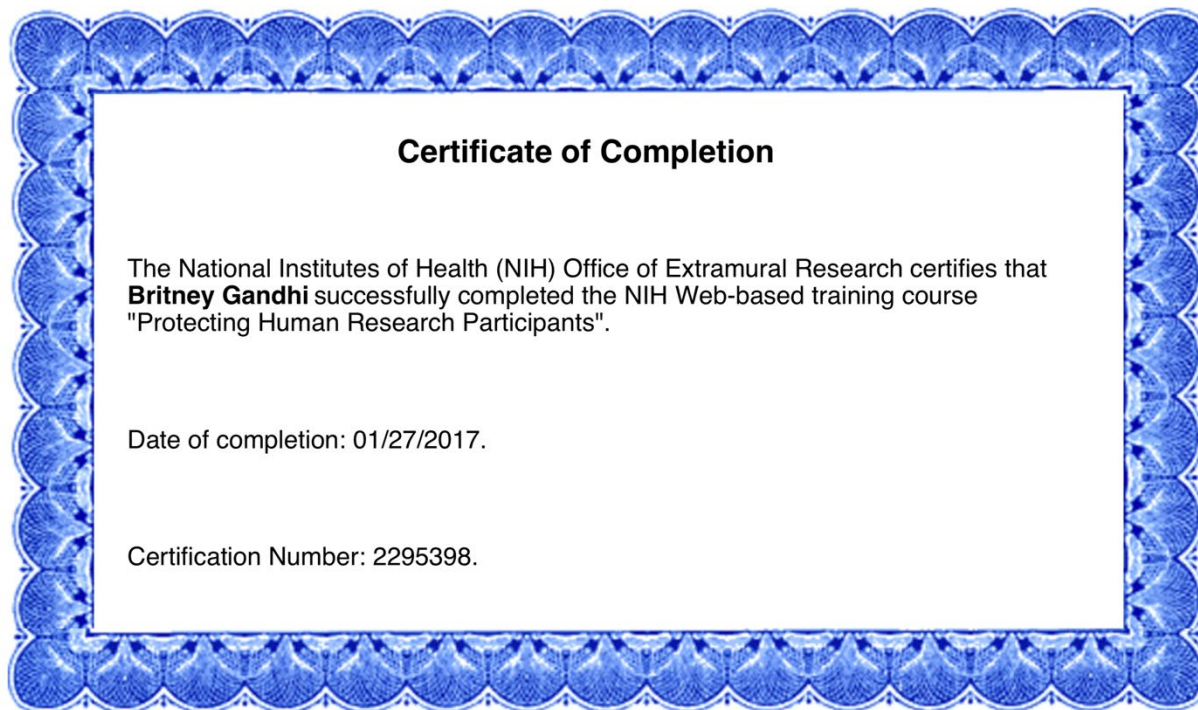 Certificate of Completion
The National Institutes of Health (NIH) Office of Extramural Research certifies that
Britney Gandhi successfully completed the NIH Web-based training course
"Protecting Human Research Participants".
Date of completion: 01/27/2017.
Certification Number: 2295398.